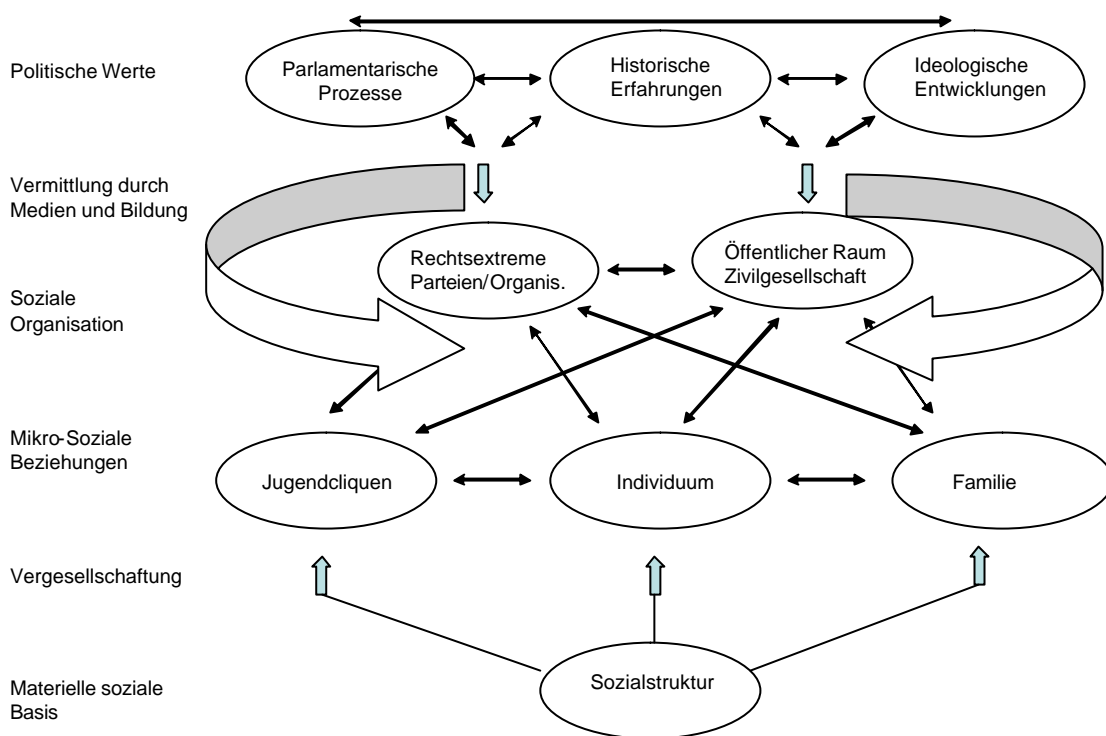 Politische Werte
Parlamentarische
Prozesse
Historische
Erfahrungen
Ideologische
Entwicklungen
Vermittlung durch
Medien und Bildung
Rechtsextreme
Parteien/Organis.
Öffentlicher Raum
Zivilgesellschaft
Soziale
Organisation
Mikro-Soziale
Beziehungen
Jugendcliquen
Individuum
Familie
Vergesellschaftung
Materielle soziale
Basis
Sozialstruktur